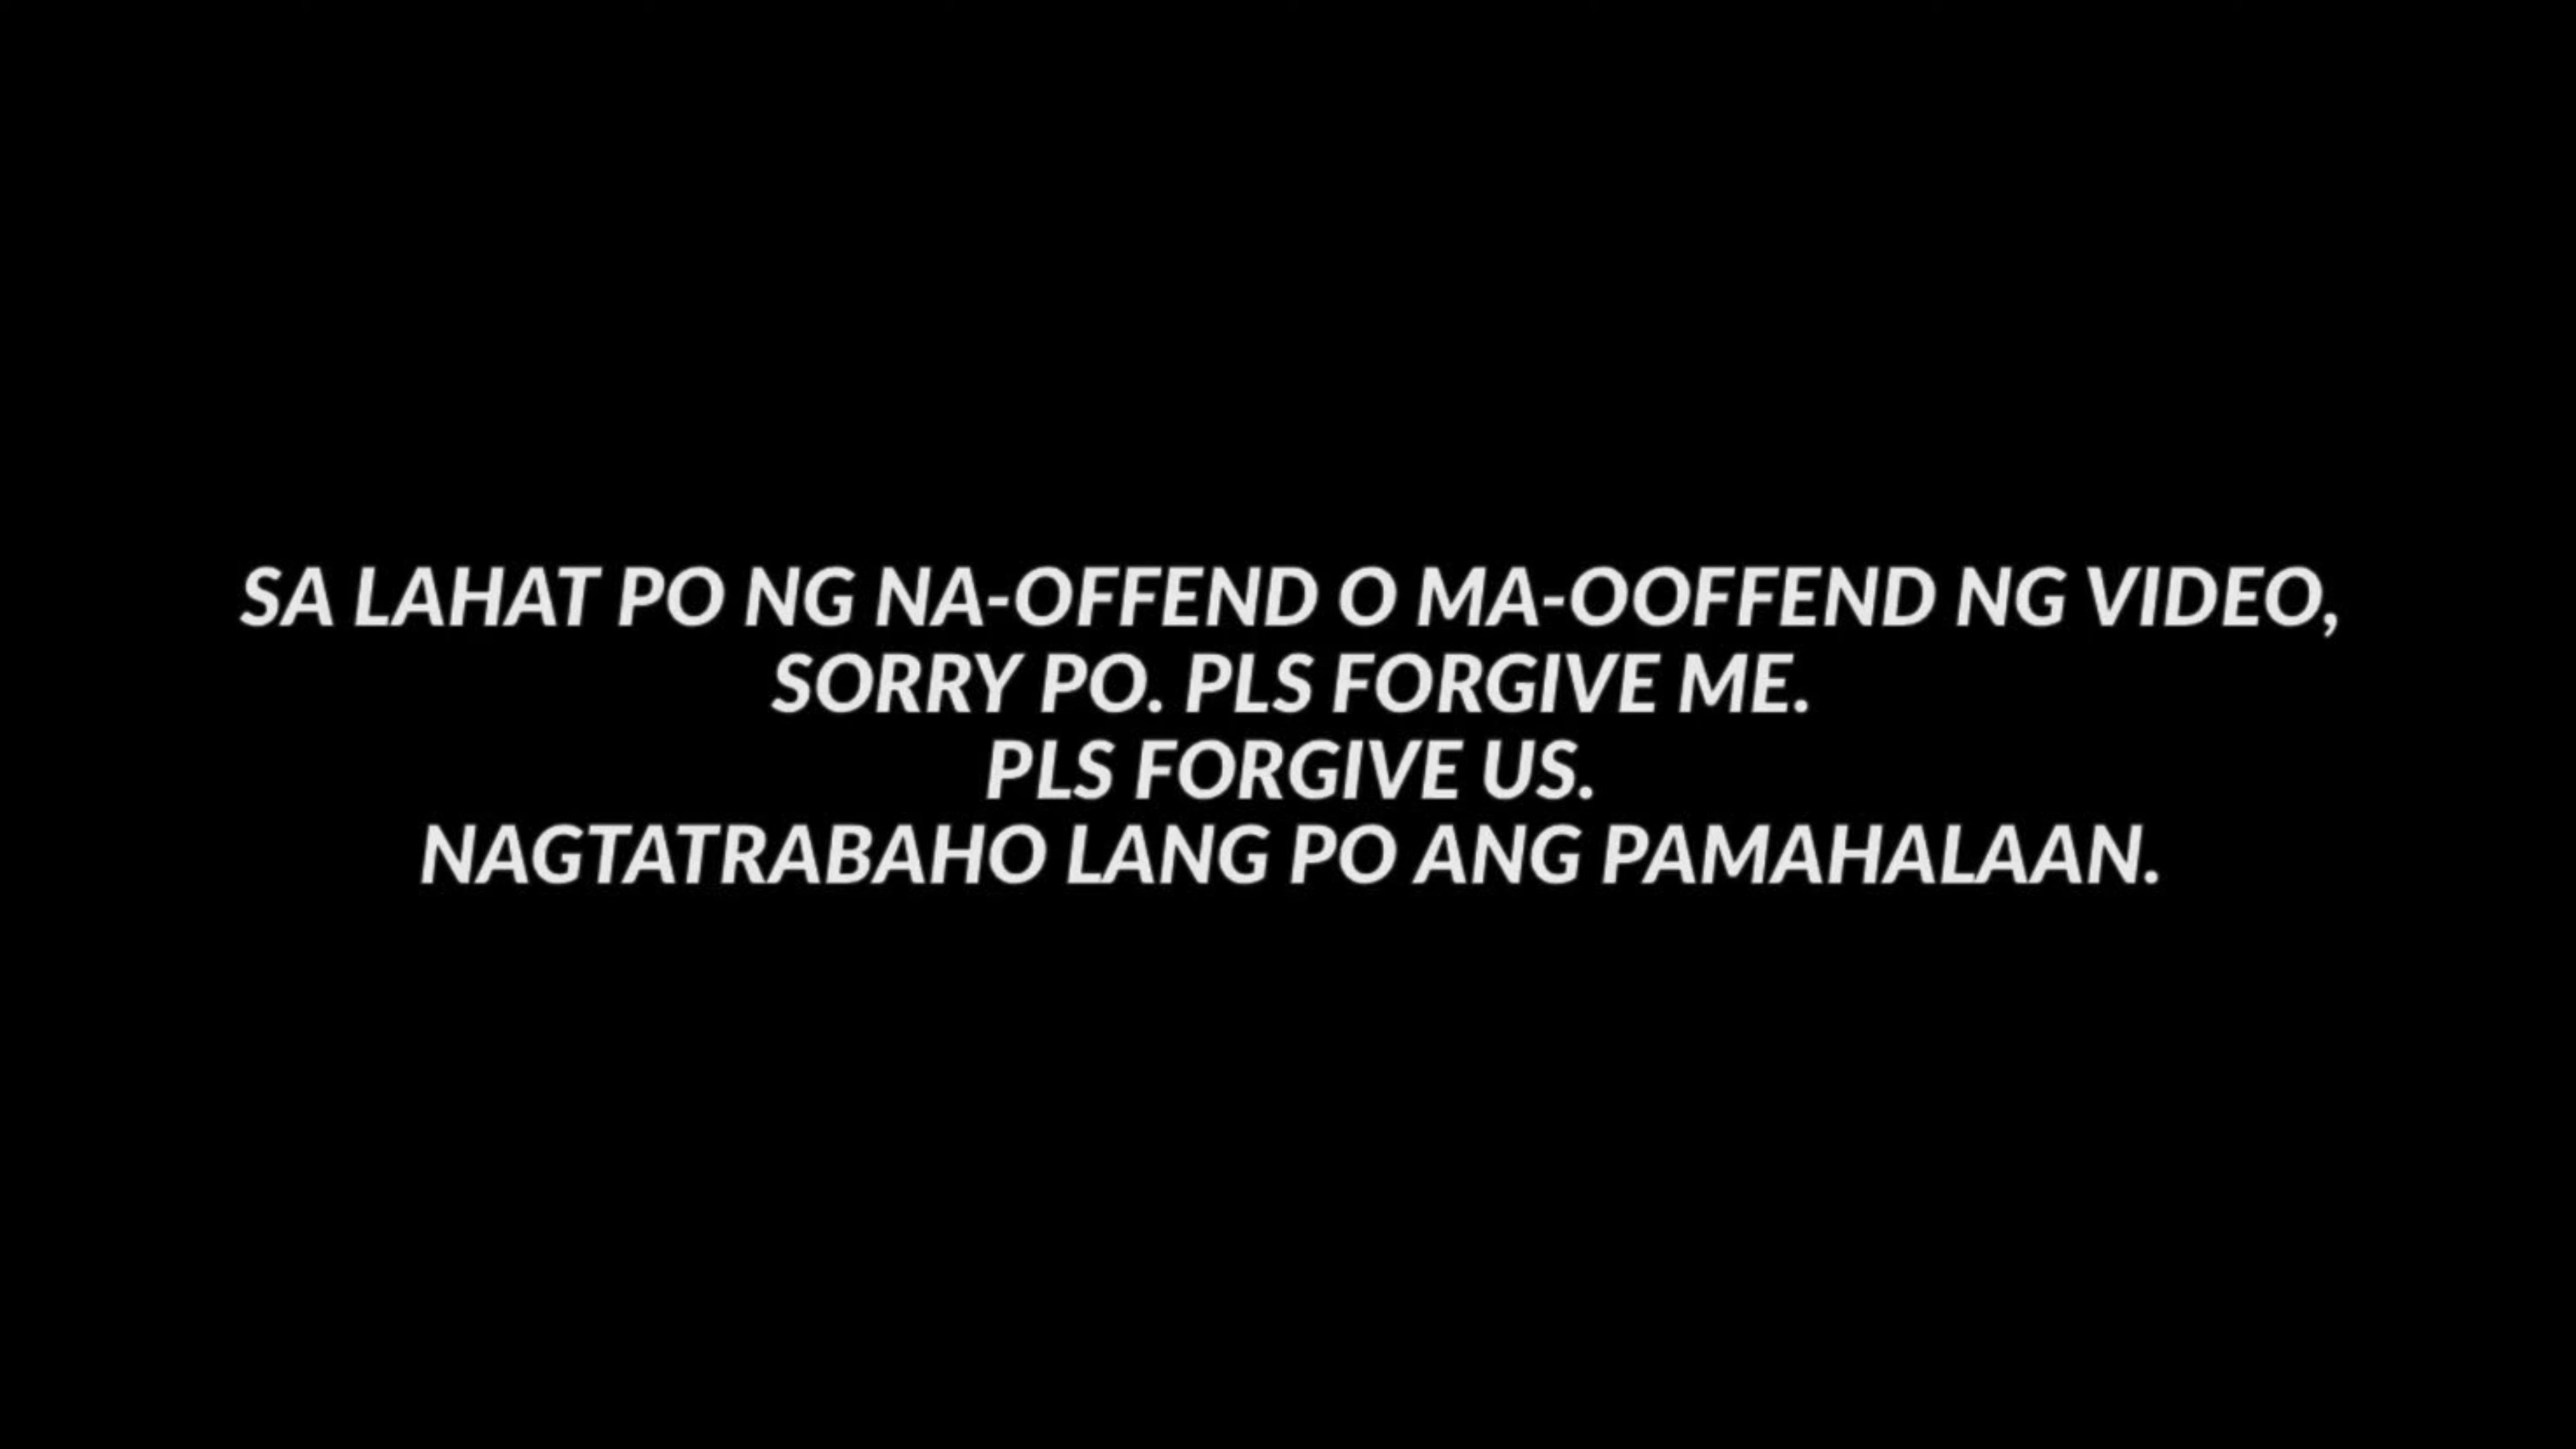 SA LAHAT PO NG NA-OFFEND O MA-OOFFEND NG VIDEO,
SORRY PO. PLS FORGIVE ME.
PLS FORGIVE US.
NAGTATRABAHO LANG PO ANG PAMAHALAAN.